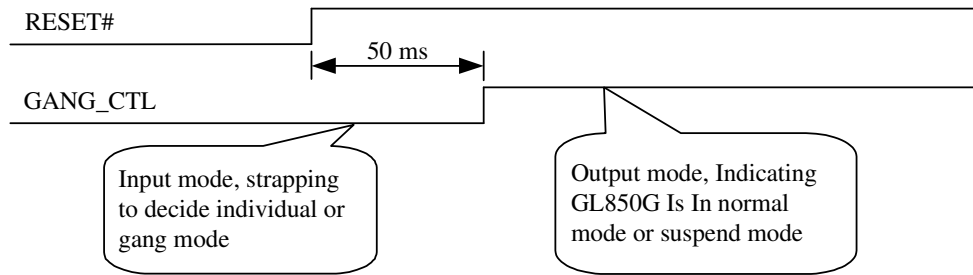 RESET#
50 ms
GANG_CTL
Input mode, strapping
to decide individual or
gang mode
Output mode, Indicating
GL850G Is In normal
mode or suspend mode